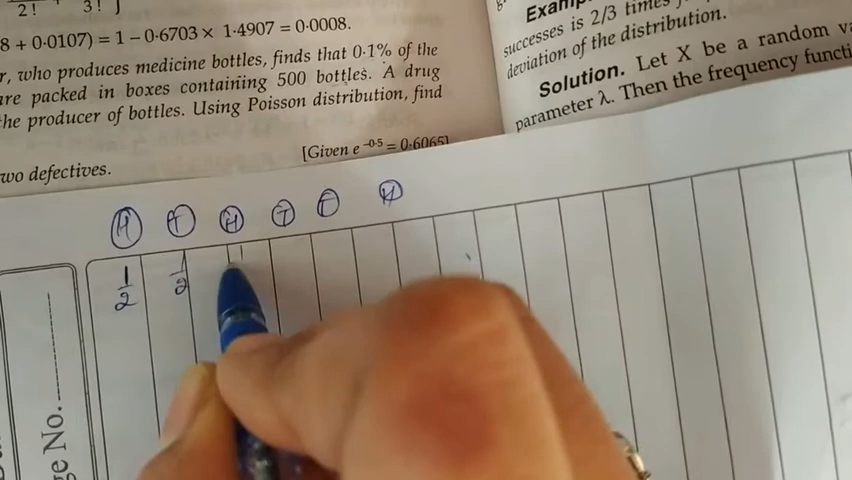 2! 3!
8 + 0·0107) = 1 – 0·6703 × 1·4907 = 0·0008.
r, who produces medicine bottles, finds that 0·1% of the
are packed in boxes containing 500 bottles. A drug
he producer of bottles. Using Poisson distribution, find
[Given e –0·5 = 0·6065]
wo defectives.
Examp
successes is 2/3 times
deviation of the distribution.
Solution. Let X be a random va
parameter λ. Then the frequency functi
H T H T T H
1/2 1/2 1
ge No.